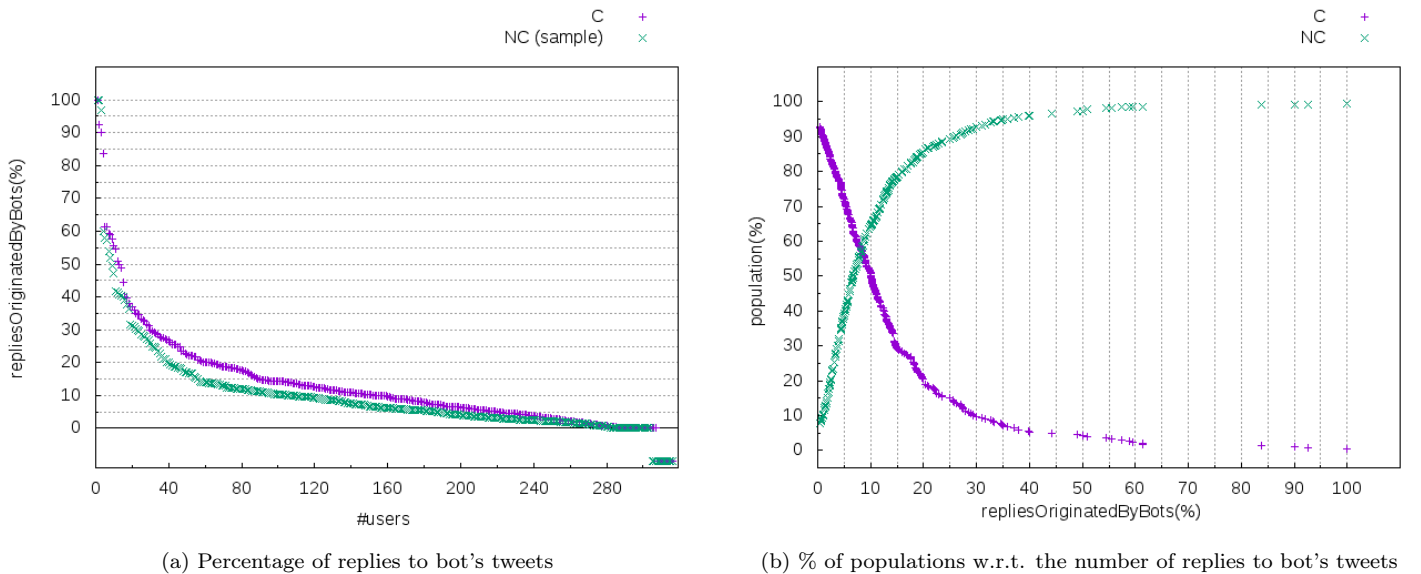 C
NC (sample)
repliesOriginatedByBots(%)
100
90
80
70
60
50
40
30
20
10
0
0 40 80 120 160 200 240 280
#users
(a) Percentage of replies to bot's tweets
C
NC
population(%)
100
90
80
70
60
50
40
30
20
10
0
0 10 20 30 40 50 60 70 80 90 100
repliesOriginatedByBots(%)
(b) % of populations w.r.t. the number of replies to bot's tweets